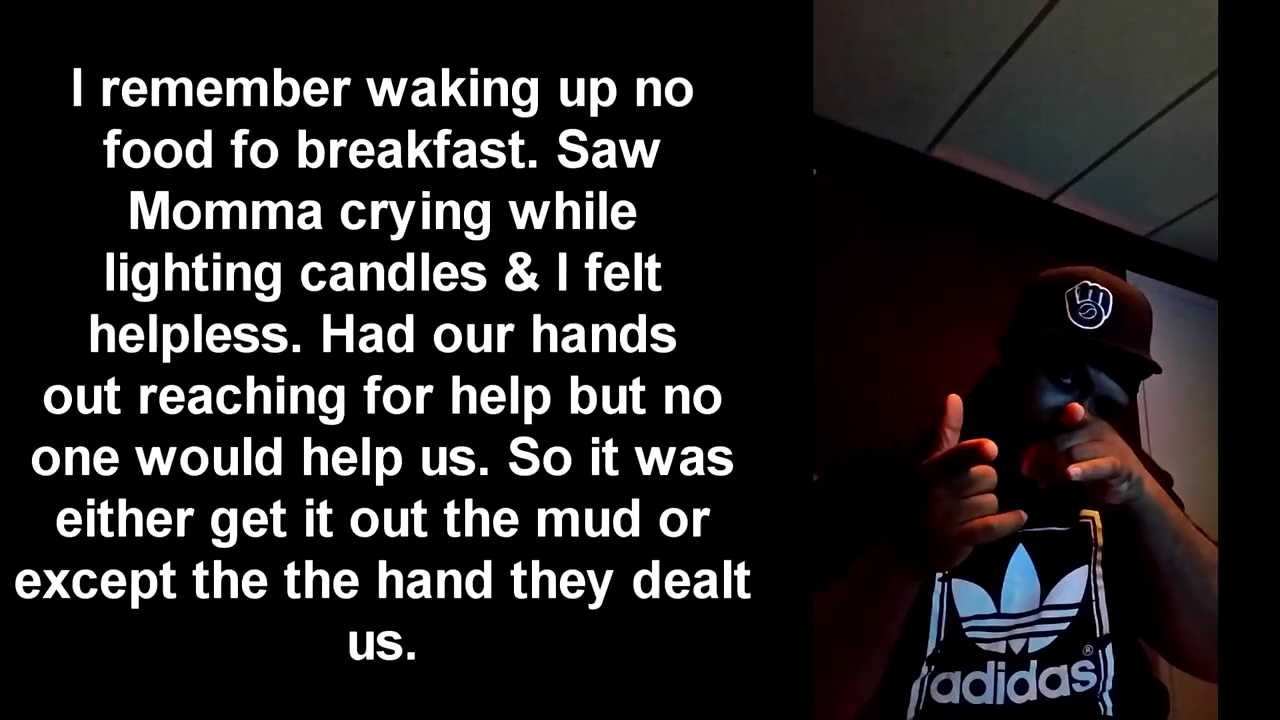 I remember waking up no
food fo breakfast. Saw
Momma crying while
lighting candles & I felt
helpless. Had our hands
out reaching for help but no
one would help us. So it was
either get it out the mud or
except the the hand they dealt
us.
adidas®